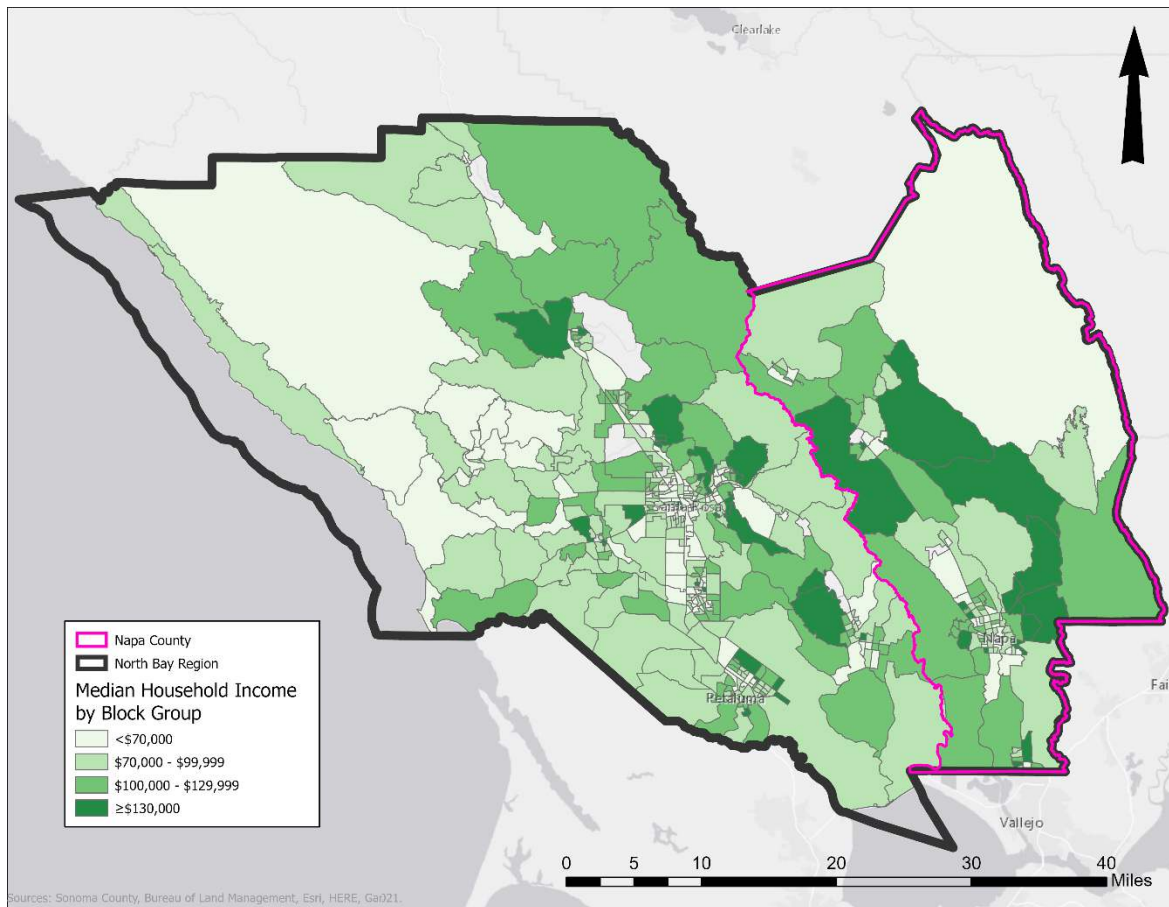 Clearlake
Santa Rosa
Napa
Petaluma
Fai
Vallejo
Napa County
North Bay Region
Median Household Income
by Block Group
<$70,000
$70,000 - $99,999
$100,000 - $129,999
≥$130,000
0 5 10 20 30 40
Miles
Sources: Sonoma County, Bureau of Land Management, Esri, HERE, Gar021.